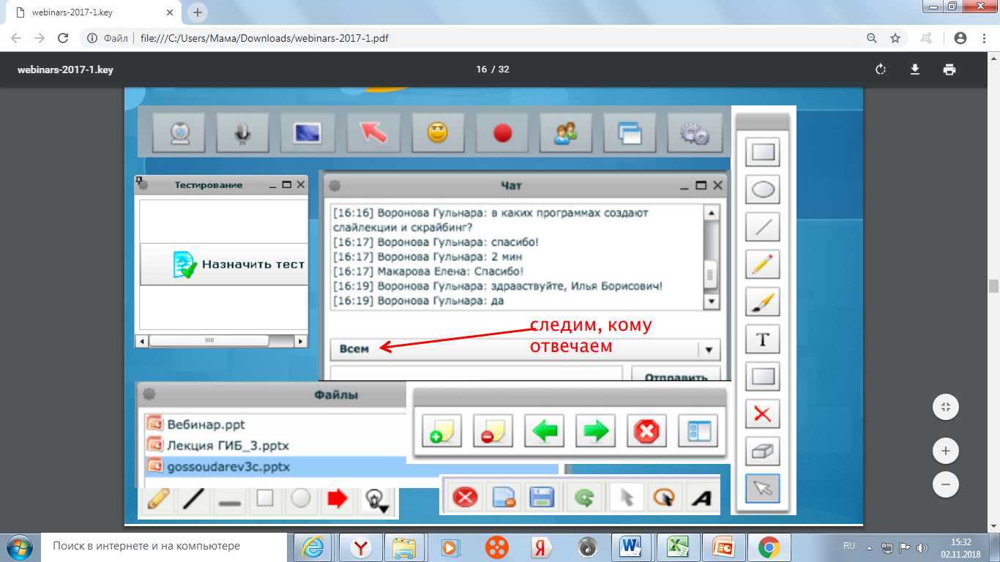 webinars-2017-1.key
Файл file:///C:/Users/Мама/Downloads/webinars-2017-1.pdf
webinars-2017-1.key
16 / 32
Тестирование
Назначить тест
Чат
[16:16] Воронова Гульнара: в каких программах создают
слайлекции и скрайбинг?
[16:17] Воронова Гульнара: спасибо!
[16:17] Воронова Гульнара: 2 мин
[16:17] Макарова Елена: Спасибо!
[16:19] Воронова Гульнара: здравствуйте, Илья Борисович!
[16:19] Воронова Гульнара: да
следим, кому
отвечаем
Всем
Отправить
Файлы
Вебинар.ppt
Лекция ГИБ_3.pptx
gossoudarev3c.pptx
T
A
Поиск в интернете и на компьютере
RU
15:32
02.11.2018